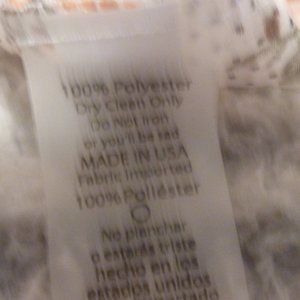 100% Polyester
Dry Clean Only
Do Not Iron
or you'll be sad
MADE IN USA
Fabric Imported
100% Poliéster
No planchar
o estarás triste
hecho en los
estados unidos